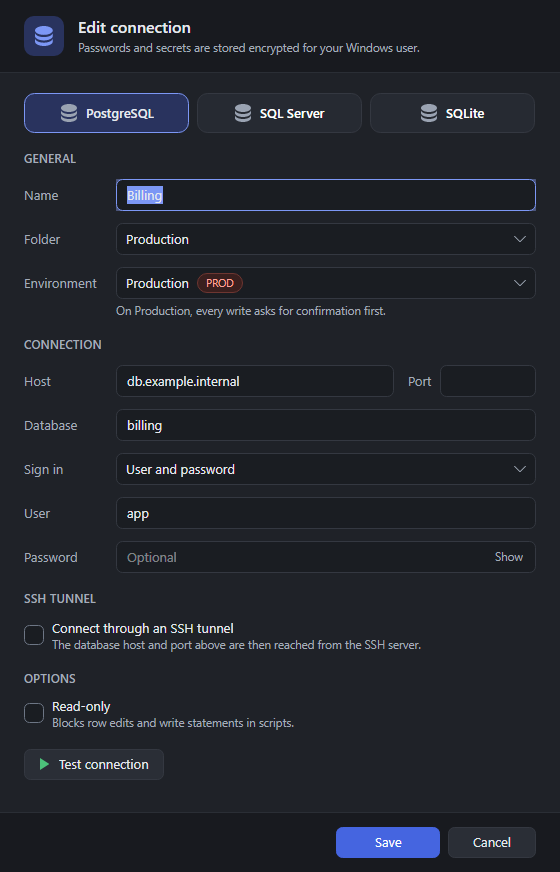 Edit connection
Passwords and secrets are stored encrypted for your Windows user.
PostgreSQL
SQL Server
SQLite
GENERAL
Name
Billing
Folder
Production
Environment
Production PROD
On Production, every write asks for confirmation first.
CONNECTION
Host
db.example.internal
Port
Database
billing
Sign in
User and password
User
app
Password
Optional
Show
SSH TUNNEL
Connect through an SSH tunnel
The database host and port above are then reached from the SSH server.
OPTIONS
Read-only
Blocks row edits and write statements in scripts.
Test connection
Save
Cancel